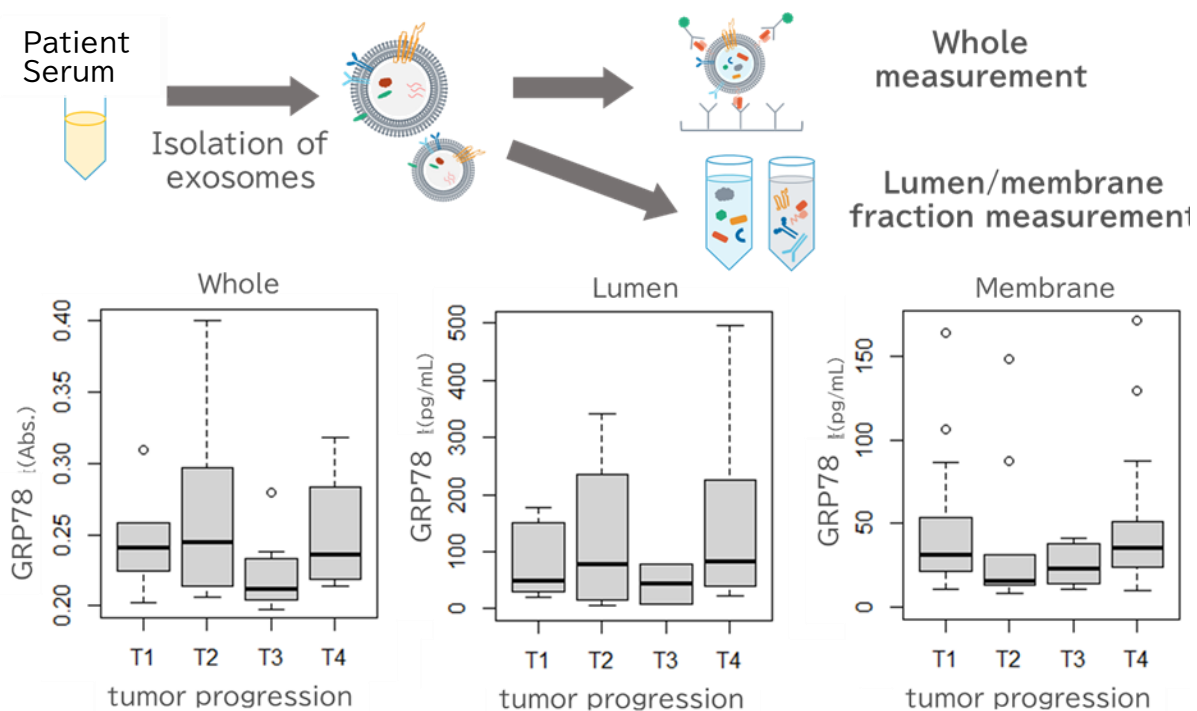 Patient
Serum
Isolation of
exosomes
Whole
measurement
Lumen/membrane
fraction measurement
Whole
GRP78
(Abs.)
0.40
0.35
0.30
0.25
0.20
T1 T2 T3 T4
tumor progression
Lumen
GRP78
(pg/mL)
500
400
300
200
100
0
T1 T2 T3 T4
tumor progression
Membrane
GRP78
(pg/mL)
150
100
50
0
T1 T2 T3 T4
tumor progression